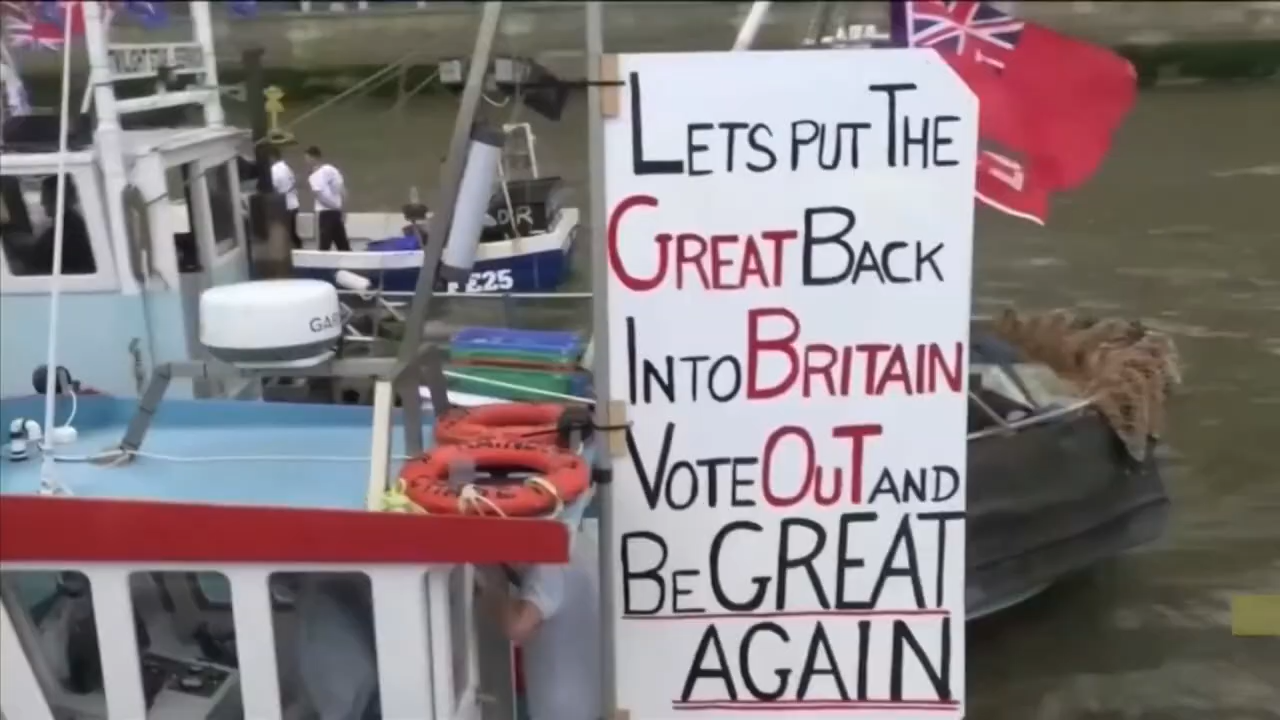 LETS PUT THE
GREAT BACK
INTO BRITAIN
VOTE OUT AND
BE GREAT
AGAIN
E25